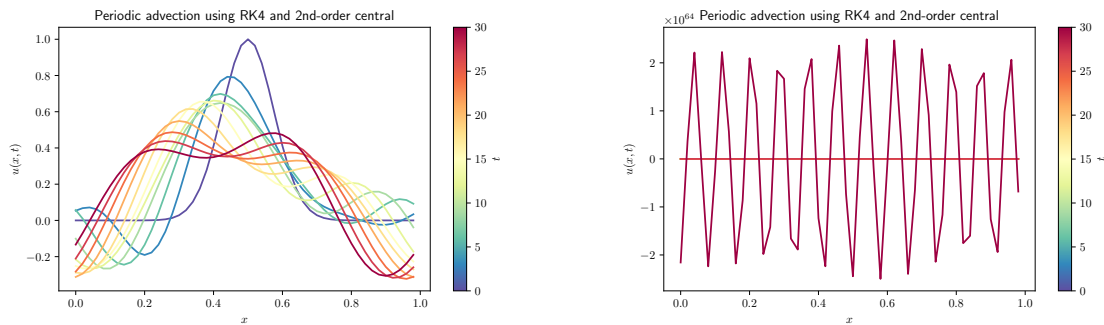 Periodic advection using RK4 and 2nd-order central
1.0
0.8
0.6
0.4
0.2
0.0
−0.2
u(x, t)
0.0 0.2 0.4 0.6 0.8 1.0
x
30
25
20
15
10
5
0
t
Periodic advection using RK4 and 2nd-order central
×10^64
2
1
0
−1
−2
u(x, t)
0.0 0.2 0.4 0.6 0.8 1.0
x
30
25
20
15
10
5
0
t